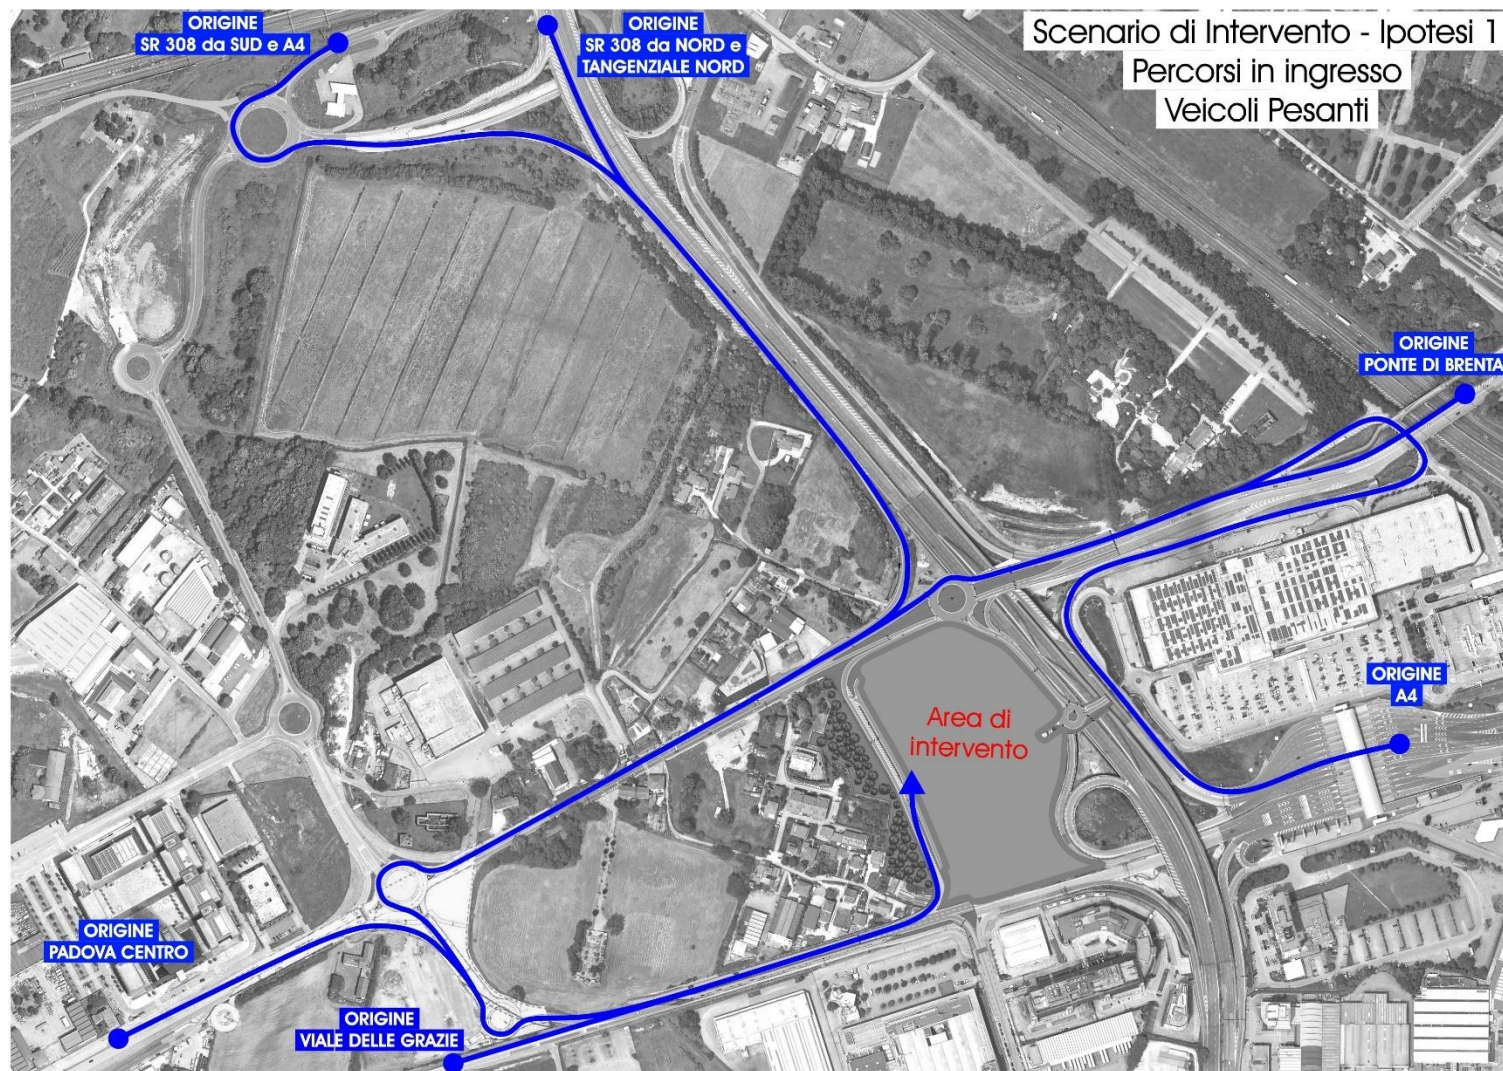 ORIGINE
SR 308 da SUD e A4
ORIGINE
SR 308 da NORD e
TANGENZIALE NORD
Scenario di Intervento - Ipotesi 1
Percorsi in ingresso
Veicoli Pesanti
ORIGINE
PONTE DI BRENTA
ORIGINE
A4
Area di
intervento
ORIGINE
PADOVA CENTRO
ORIGINE
VIALE DELLE GRAZIE